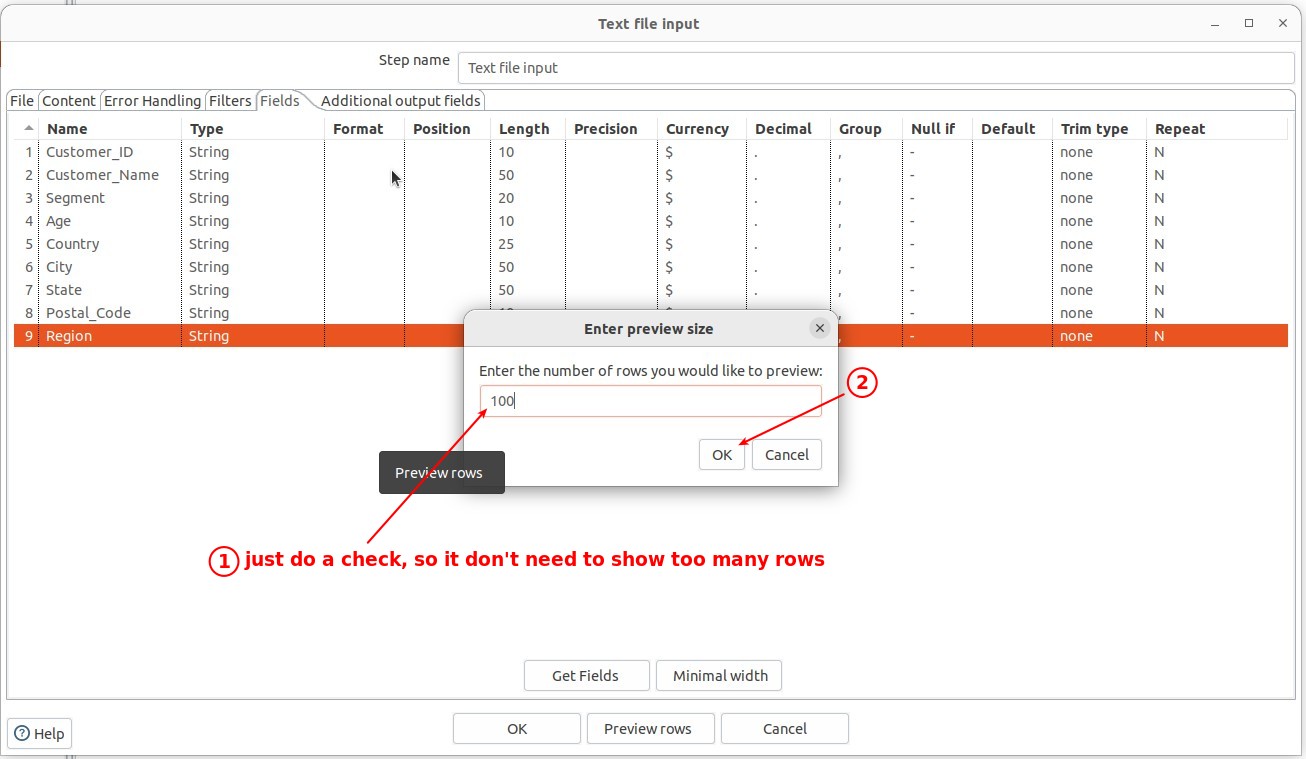 Text file input
Step name Text file input
File Content Error Handling Filters Fields Additional output fields
Name Type Format Position Length Precision Currency Decimal Group Null if Default Trim type Repeat
1 Customer_ID String 10 $ . , - none N
2 Customer_Name String 50 $ . , - none N
3 Segment String 20 $ . , - none N
4 Age String 10 $ . , - none N
5 Country String 25 $ . , - none N
6 City String 50 $ . , - none N
7 State String 50 $ . , - none N
8 Postal_Code String , - none N
9 Region String , - none N
Enter preview size
Enter the number of rows you would like to preview:
100
2
OK Cancel
Preview rows
1 just do a check, so it don't need to show too many rows
Get Fields Minimal width
OK Preview rows Cancel
? Help